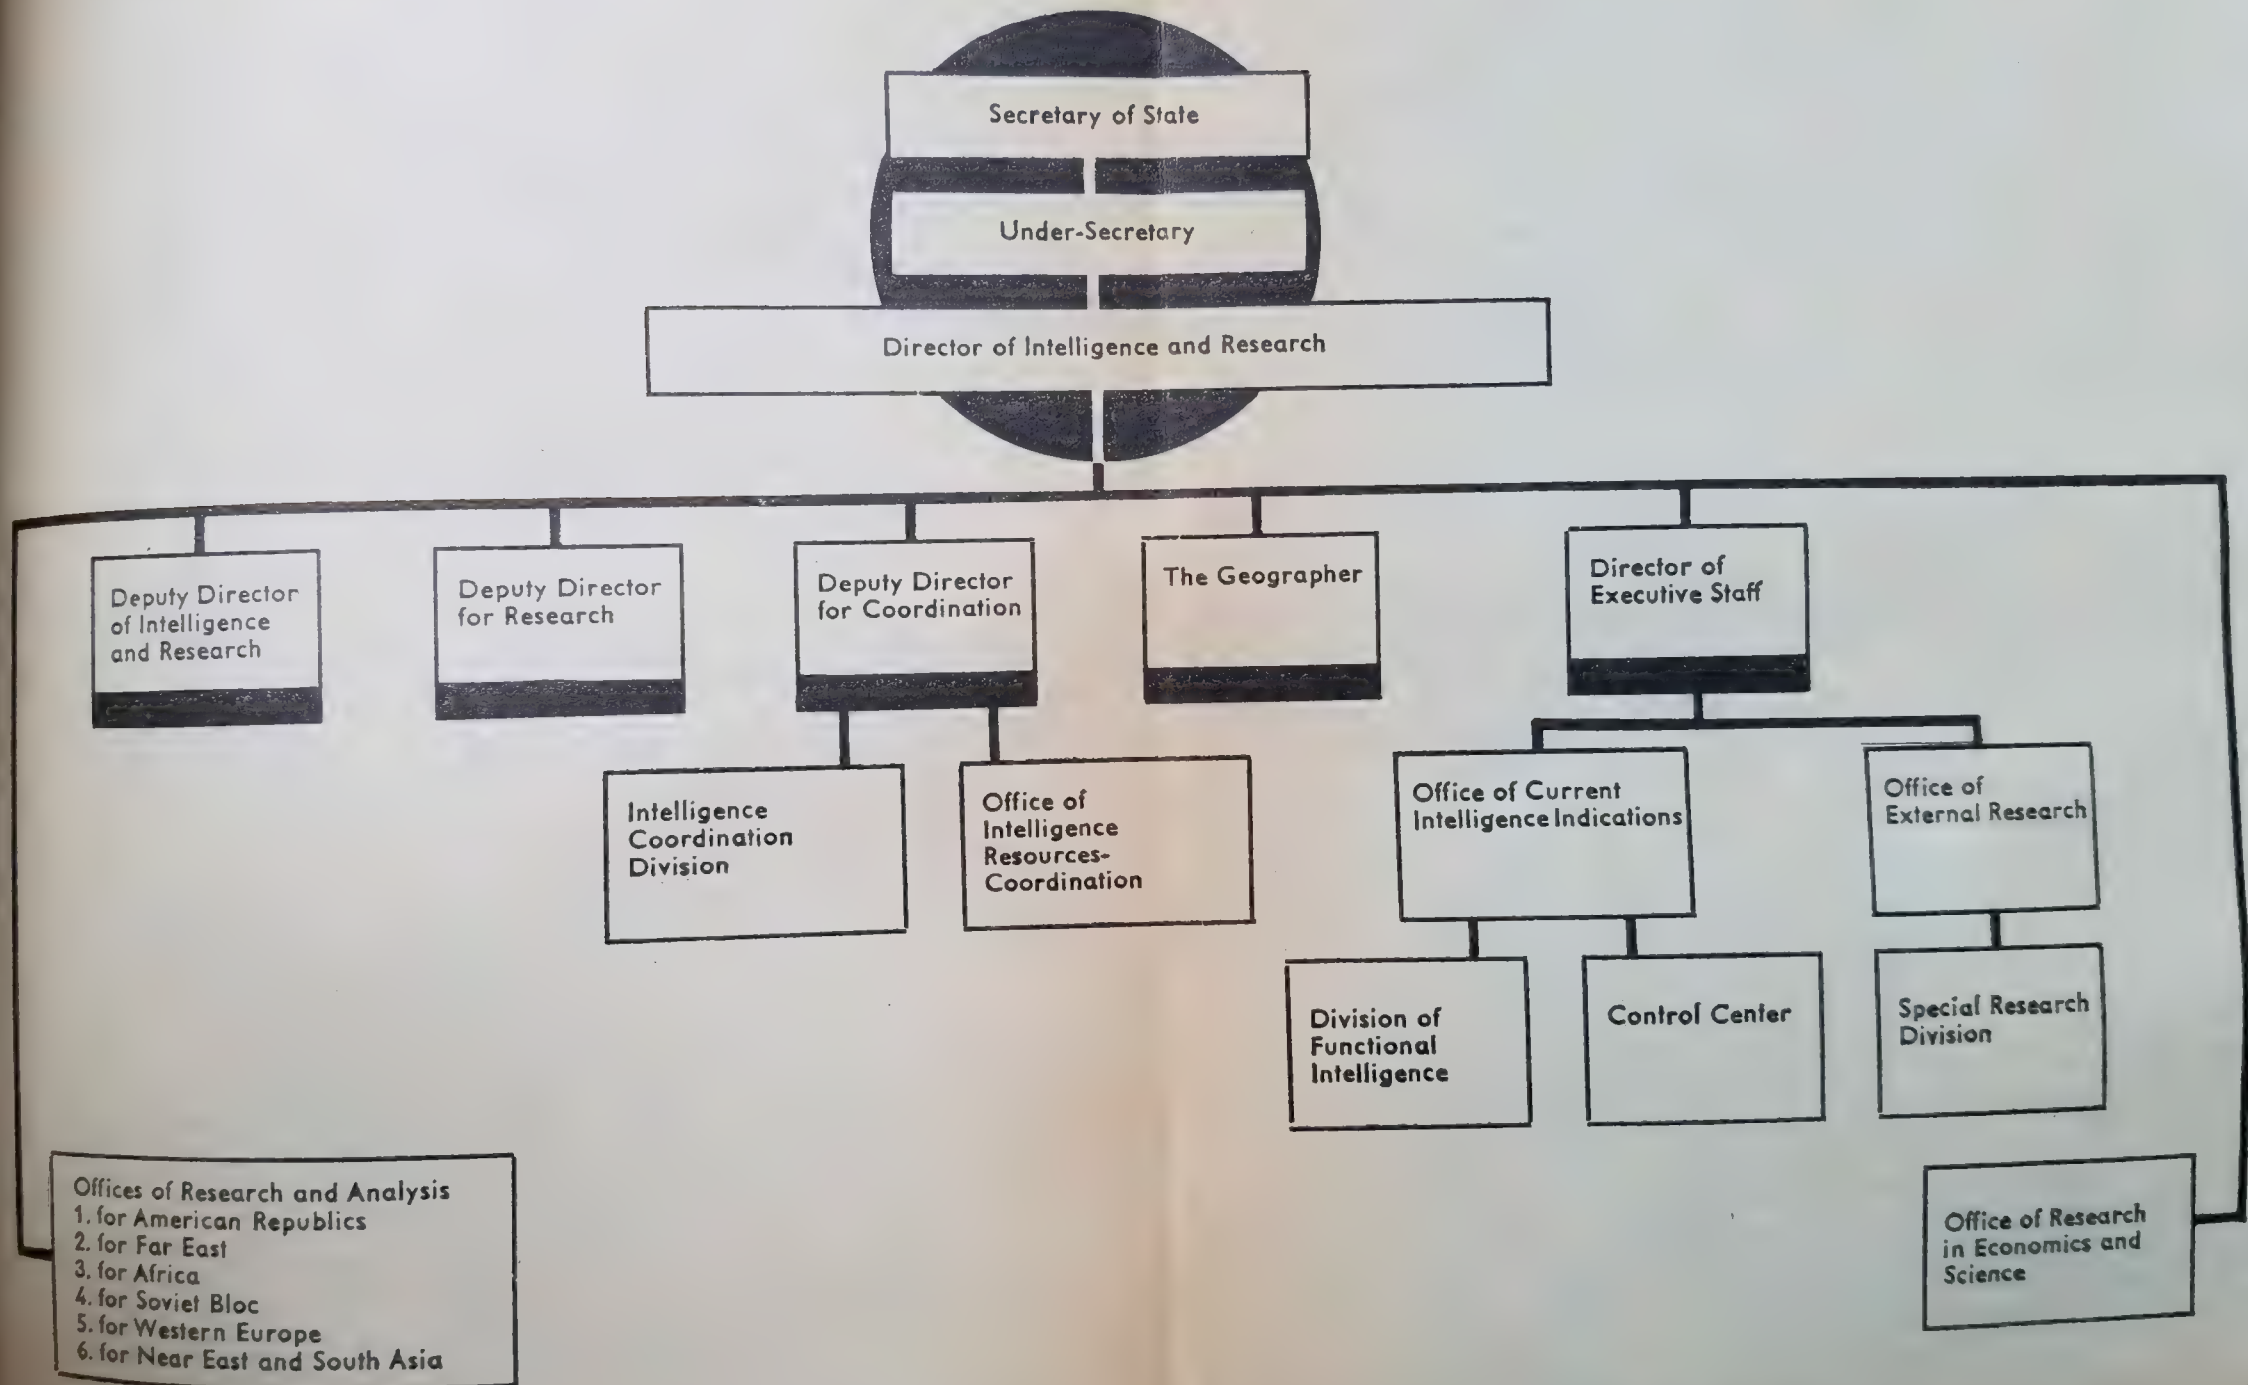 Secretary of State
Under-Secretary
Director of Intelligence and Research
Deputy Director
of Intelligence
and Research
Deputy Director
for Research
Deputy Director
for Coordination
The Geographer
Director of
Executive Staff
Intelligence
Coordination
Division
Office of
Intelligence
Resources-
Coordination
Office of Current
Intelligence Indications
Office of
External Research
Division of
Functional
Intelligence
Control Center
Special Research
Division
Offices of Research and Analysis
1. for American Republics
2. for Far East
3. for Africa
4. for Soviet Bloc
5. for Western Europe
6. for Near East and South Asia
Office of Research
in Economics and
Science